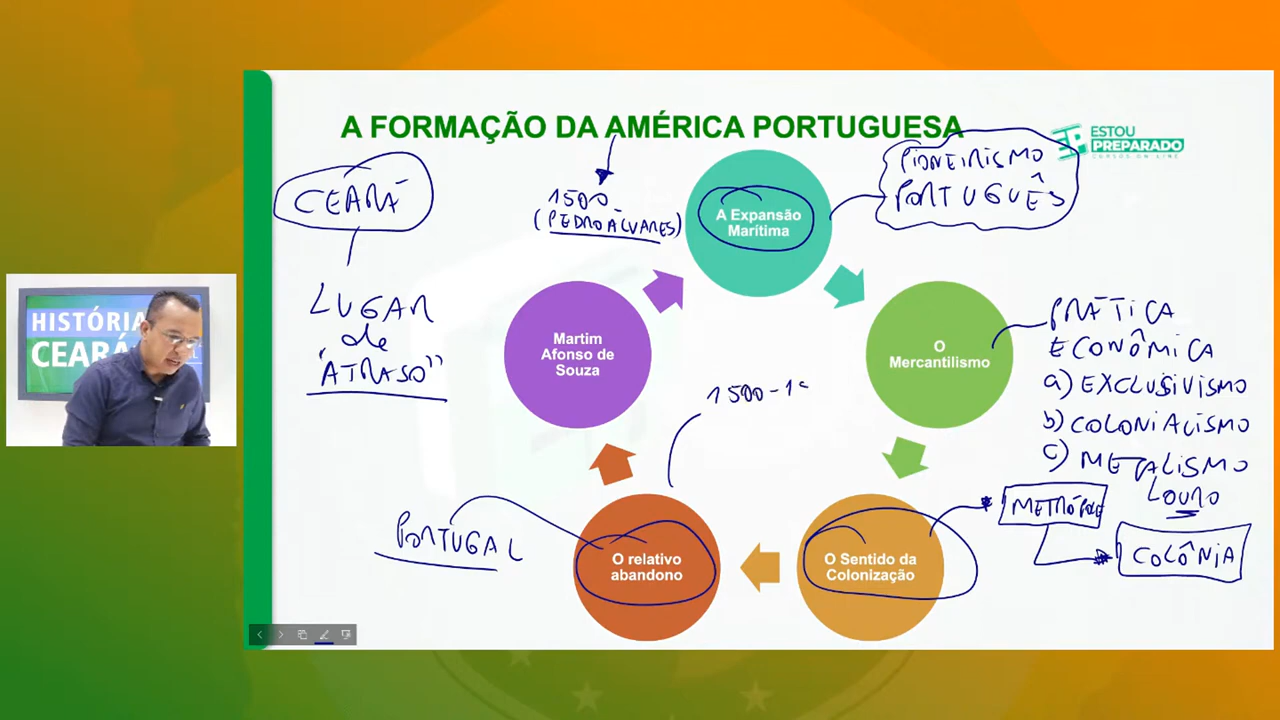 A FORMAÇÃO DA AMÉRICA PORTUGUESA
ESTOU
PREPARADO
CURSOS ON LINE
CEARÁ
LUGAR
de
"ATRASO"
1500
(PEDRO ÁLVARES)
A Expansão
Marítima
PIONEIRISMO
PORTUGUÊS
O
Mercantilismo
PRÁTICA
ECONÔMICA
a) EXCLUSIVISMO
b) COLONIALISMO
c) METALISMO
OURO
O Sentido da
Colonização
METRÓPOLE
COLÔNIA
O relativo
abandono
PORTUGAL
1500-15
Martim
Afonso de
Souza
HISTÓRIA
CEARÁ